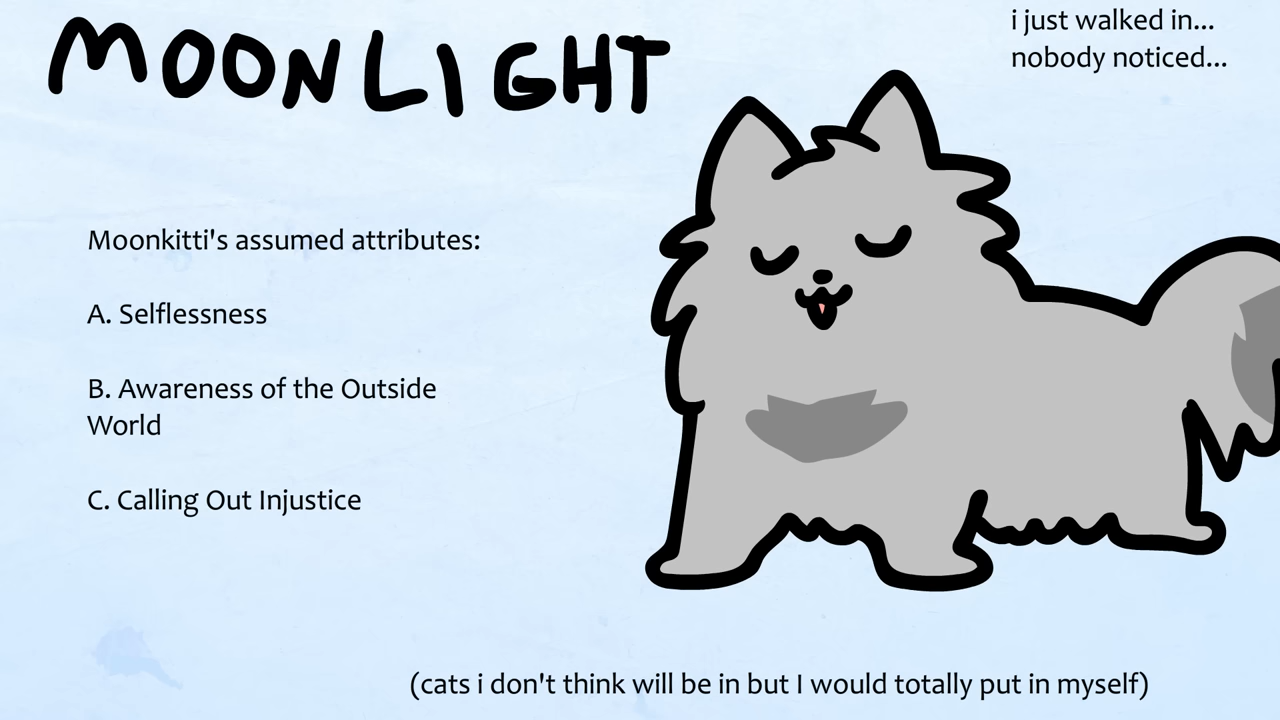 MOONLIGHT
i just walked in...
nobody noticed...
Moonkitti's assumed attributes:
A. Selflessness
B. Awareness of the Outside
World
C. Calling Out Injustice
(cats i don't think will be in but I would totally put in myself)